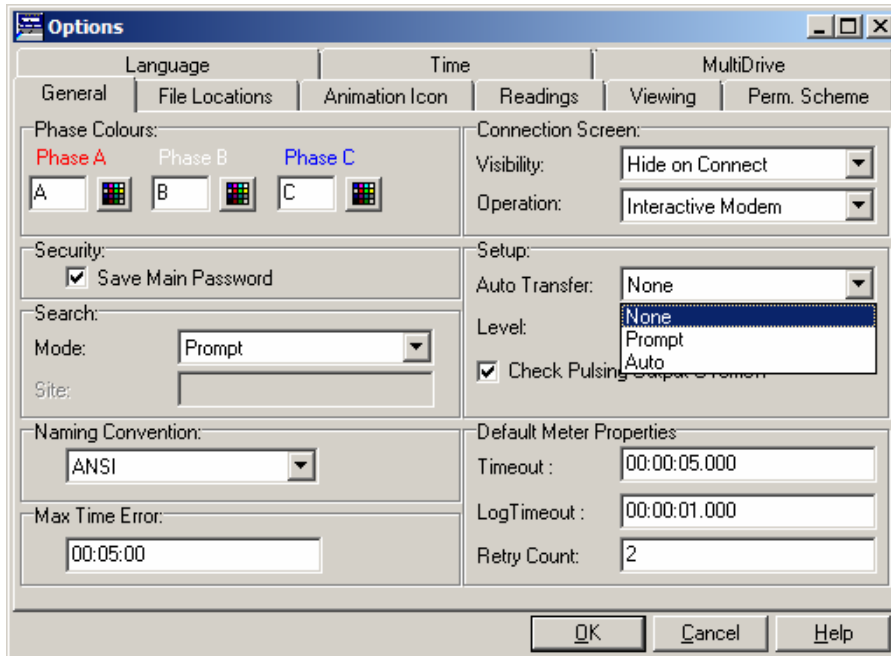 Options
Language Time MultiDrive
General File Locations Animation Icon Readings Viewing Perm. Scheme
Phase Colours:
Phase A Phase B Phase C
A B C
Security:
Save Main Password
Search:
Mode: Prompt
Site:
Naming Convention:
ANSI
Max Time Error:
00:05:00
Connection Screen:
Visibility: Hide on Connect
Operation: Interactive Modem
Setup:
Auto Transfer: None
None
Level:
Prompt
Auto
Check Pulsing
Default Meter Properties
Timeout : 00:00:05.000
LogTimeout : 00:00:01.000
Retry Count: 2
OK Cancel Help